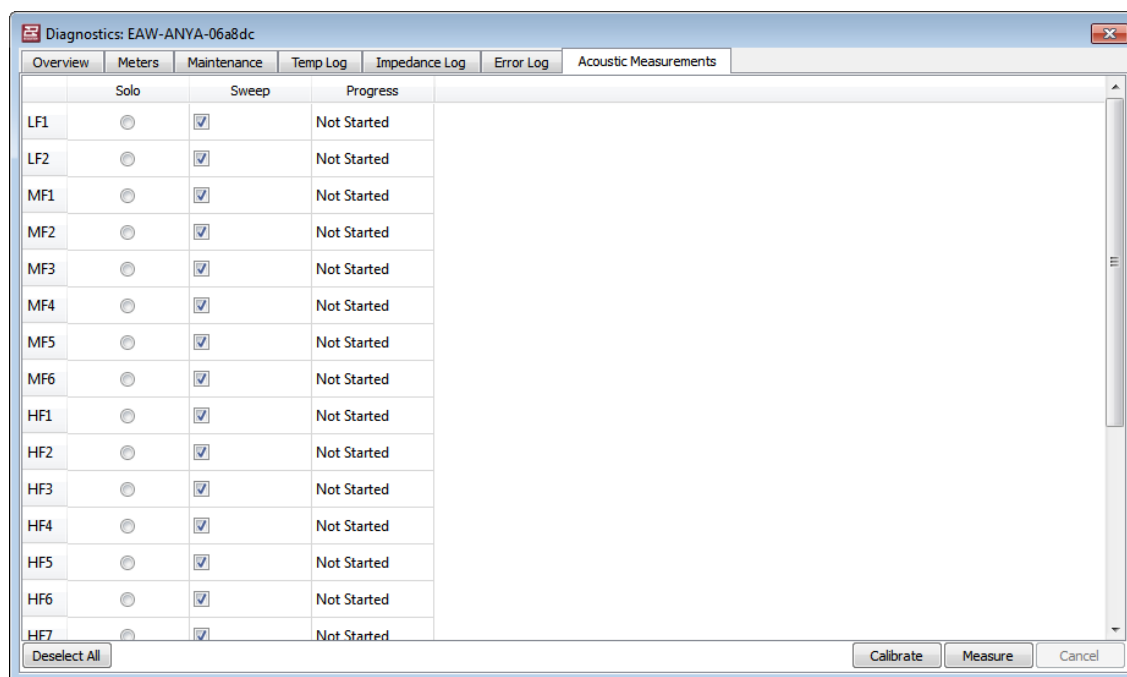 Diagnostics: EAW-ANYA-06a8dc
Overview Meters Maintenance Temp Log Impedance Log Error Log Acoustic Measurements
Solo Sweep Progress
LF1 Not Started
LF2 Not Started
MF1 Not Started
MF2 Not Started
MF3 Not Started
MF4 Not Started
MF5 Not Started
MF6 Not Started
HF1 Not Started
HF2 Not Started
HF3 Not Started
HF4 Not Started
HF5 Not Started
HF6 Not Started
HF7 Not Started
Deselect All Calibrate Measure Cancel